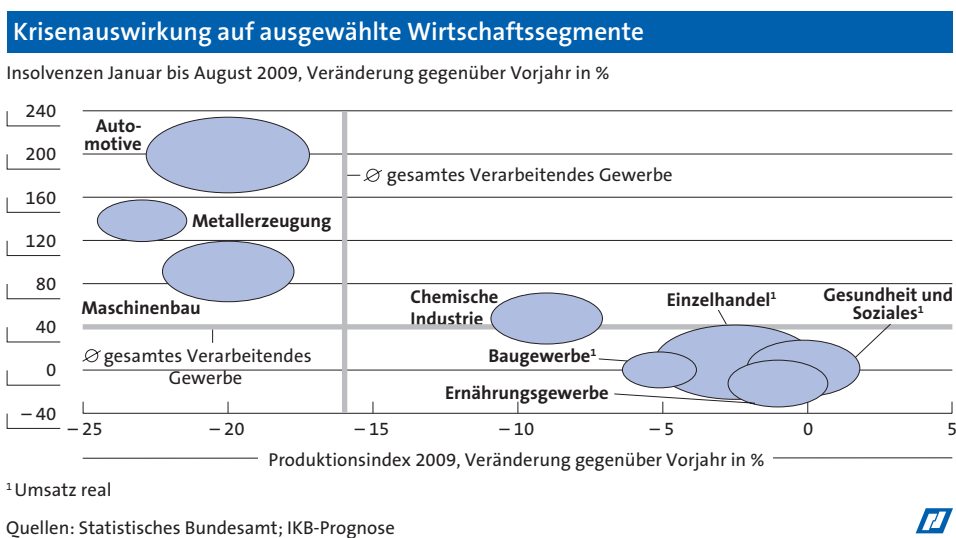 Krisenauswirkung auf ausgewählte Wirtschaftssegmente
Insolvenzen Januar bis August 2009, Veränderung gegenüber Vorjahr in %
240
200
160
120
80
40
0
– 40
Auto-
motive
∅ gesamtes Verarbeitendes Gewerbe
Metallerzeugung
Maschinenbau
Chemische
Industrie
Einzelhandel¹
Gesundheit und
Soziales¹
∅ gesamtes Verarbeitendes
Gewerbe
Baugewerbe¹
Ernährungsgewerbe
– 25 – 20 – 15 – 10 – 5 0 5
Produktionsindex 2009, Veränderung gegenüber Vorjahr in %
¹ Umsatz real
Quellen: Statistisches Bundesamt; IKB-Prognose